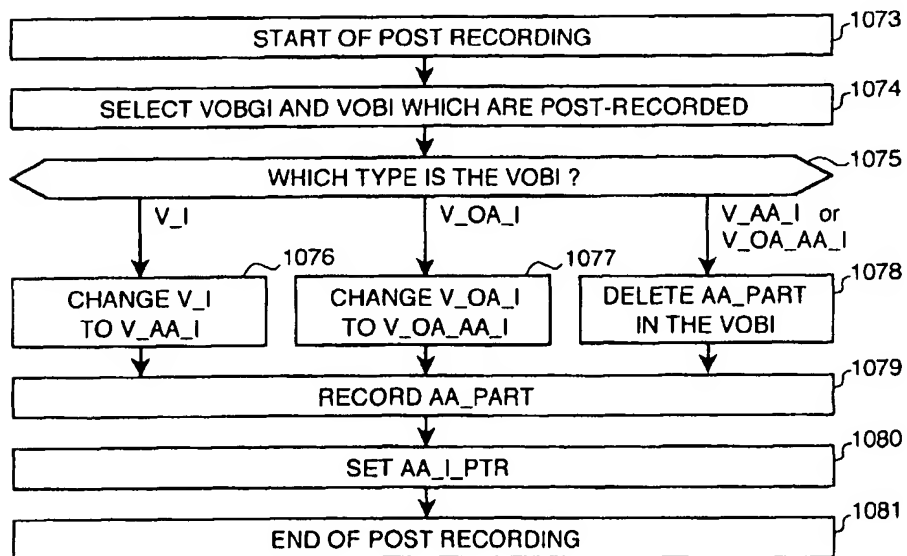 START OF POST RECORDING
1073
SELECT VOBGI AND VOBI WHICH ARE POST-RECORDED
1074
WHICH TYPE IS THE VOBI ?
1075
V_I
V_OA_I
V_AA_I or
V_OA_AA_I
1076
CHANGE V_I
TO V_AA_I
1077
CHANGE V_OA_I
TO V_OA_AA_I
1078
DELETE AA_PART
IN THE VOBI
RECORD AA_PART
1079
SET AA_I_PTR
1080
END OF POST RECORDING
1081